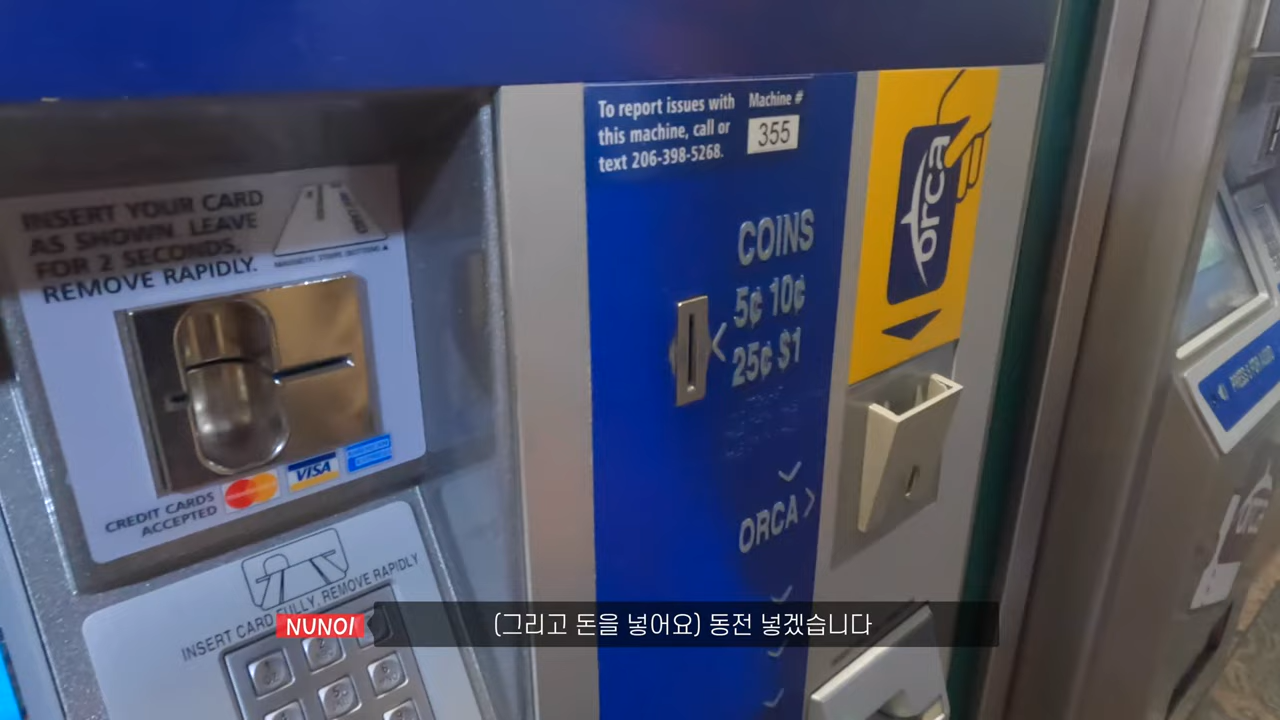 INSERT YOUR CARD
AS SHOWN. LEAVE
FOR 2 SECONDS.
REMOVE RAPIDLY.
CREDIT CARDS
ACCEPTED
VISA
INSERT CARD FULLY, REMOVE RAPIDLY
To report issues with
this machine, call or
text 206-398-5268.
Machine #
355
COINS
5¢ 10¢
25¢ $1
ORCA
orca
NUNOI
(그리고 돈을 넣어요) 동전 넣겠습니다